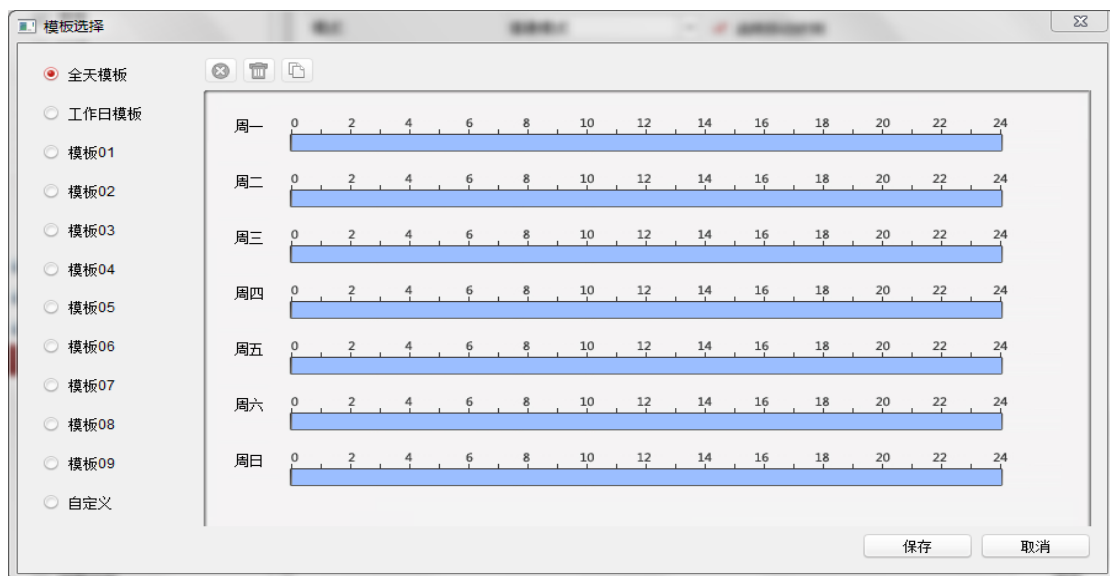 模板选择
全天模板
工作日模板
模板01
模板02
模板03
模板04
模板05
模板06
模板07
模板08
模板09
自定义
周一 0 2 4 6 8 10 12 14 16 18 20 22 24
周二 0 2 4 6 8 10 12 14 16 18 20 22 24
周三 0 2 4 6 8 10 12 14 16 18 20 22 24
周四 0 2 4 6 8 10 12 14 16 18 20 22 24
周五 0 2 4 6 8 10 12 14 16 18 20 22 24
周六 0 2 4 6 8 10 12 14 16 18 20 22 24
周日 0 2 4 6 8 10 12 14 16 18 20 22 24
保存 取消